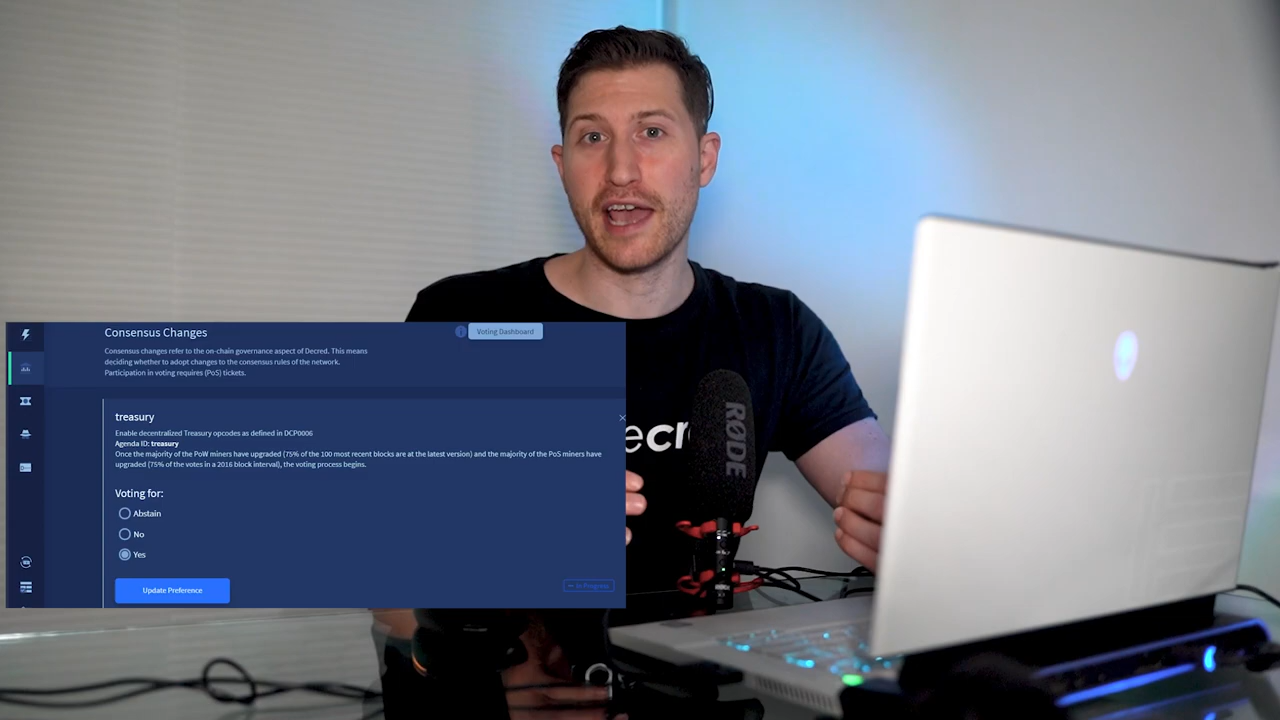 Consensus Changes
Voting Dashboard
Consensus changes refer to the on-chain governance aspect of Decred. This means
deciding whether to adopt changes to the consensus rules of the network.
Participation in voting requires (PoS) tickets.
treasury
Enable decentralized Treasury opcodes as defined in DCP0006
Agenda ID: treasury
Once the majority of the PoW miners have upgraded (75% of the 100 most recent blocks are at the latest version) and the majority of the PoS miners have
upgraded (75% of the votes in a 2016 block interval), the voting process begins.
Voting for:
Abstain
No
Yes
Update Preference
In Progress
ecr
RØDE